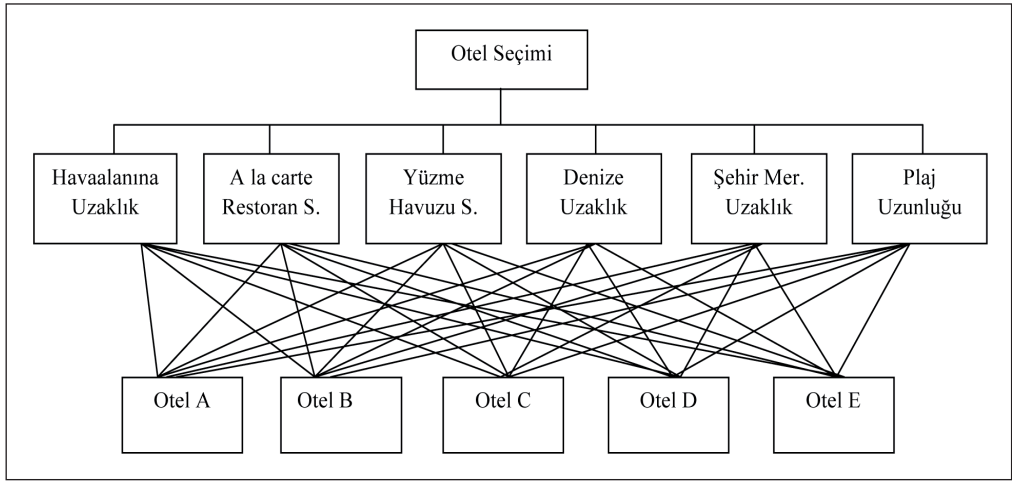 Otel Seçimi
Havaalanına
Uzaklık
A la carte
Restoran S.
Yüzme
Havuzu S.
Denize
Uzaklık
Şehir Mer.
Uzaklık
Plaj
Uzunluğu
Otel A
Otel B
Otel C
Otel D
Otel E